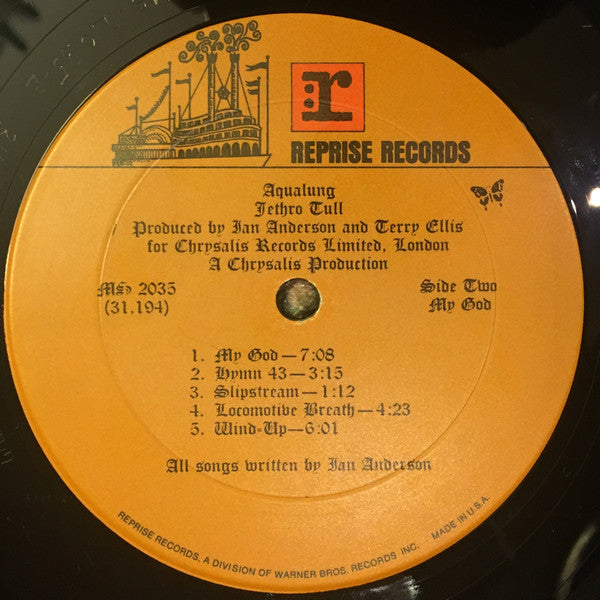 r
REPRISE RECORDS
Aqualung
Jethro Tull
Produced by Ian Anderson and Terry Ellis
for Chrysalis Records Limited, London
A Chrysalis Production
MS 2035
(31,194)
Side Two
My God
1. My God—7:08
2. Hymn 43—3:15
3. Slipstream—1:12
4. Locomotive Breath—4:23
5. Wind-Up—6:01
All songs written by Ian Anderson
REPRISE RECORDS, A DIVISION OF WARNER BROS. RECORDS INC. MADE IN U.S.A.